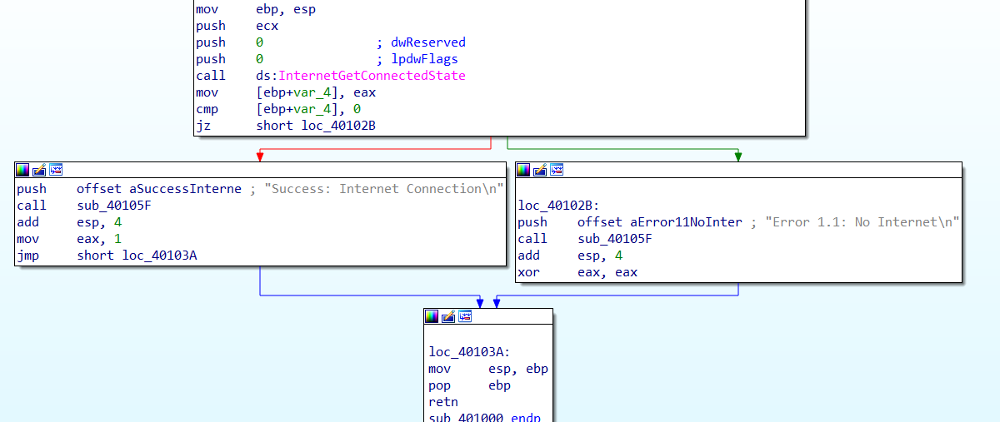 mov ebp, esp
push ecx
push 0 ; dwReserved
push 0 ; lpdwFlags
call ds:InternetGetConnectedState
mov [ebp+var_4], eax
cmp [ebp+var_4], 0
jz short loc_40102B
push offset aSuccessInterne ; "Success: Internet Connection\n"
call sub_40105F
add esp, 4
mov eax, 1
jmp short loc_40103A
loc_40102B:
push offset aError11NoInter ; "Error 1.1: No Internet\n"
call sub_40105F
add esp, 4
xor eax, eax
loc_40103A:
mov esp, ebp
pop ebp
retn
sub_401000 endp